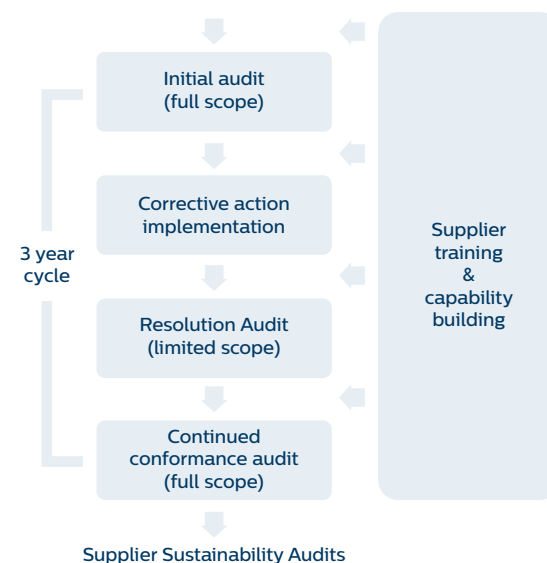 Initial audit
(full scope)
Corrective action
implementation
3 year
cycle
Resolution Audit
(limited scope)
Continued
conformance audit
(full scope)
Supplier
training
&
capability
building
Supplier Sustainability Audits